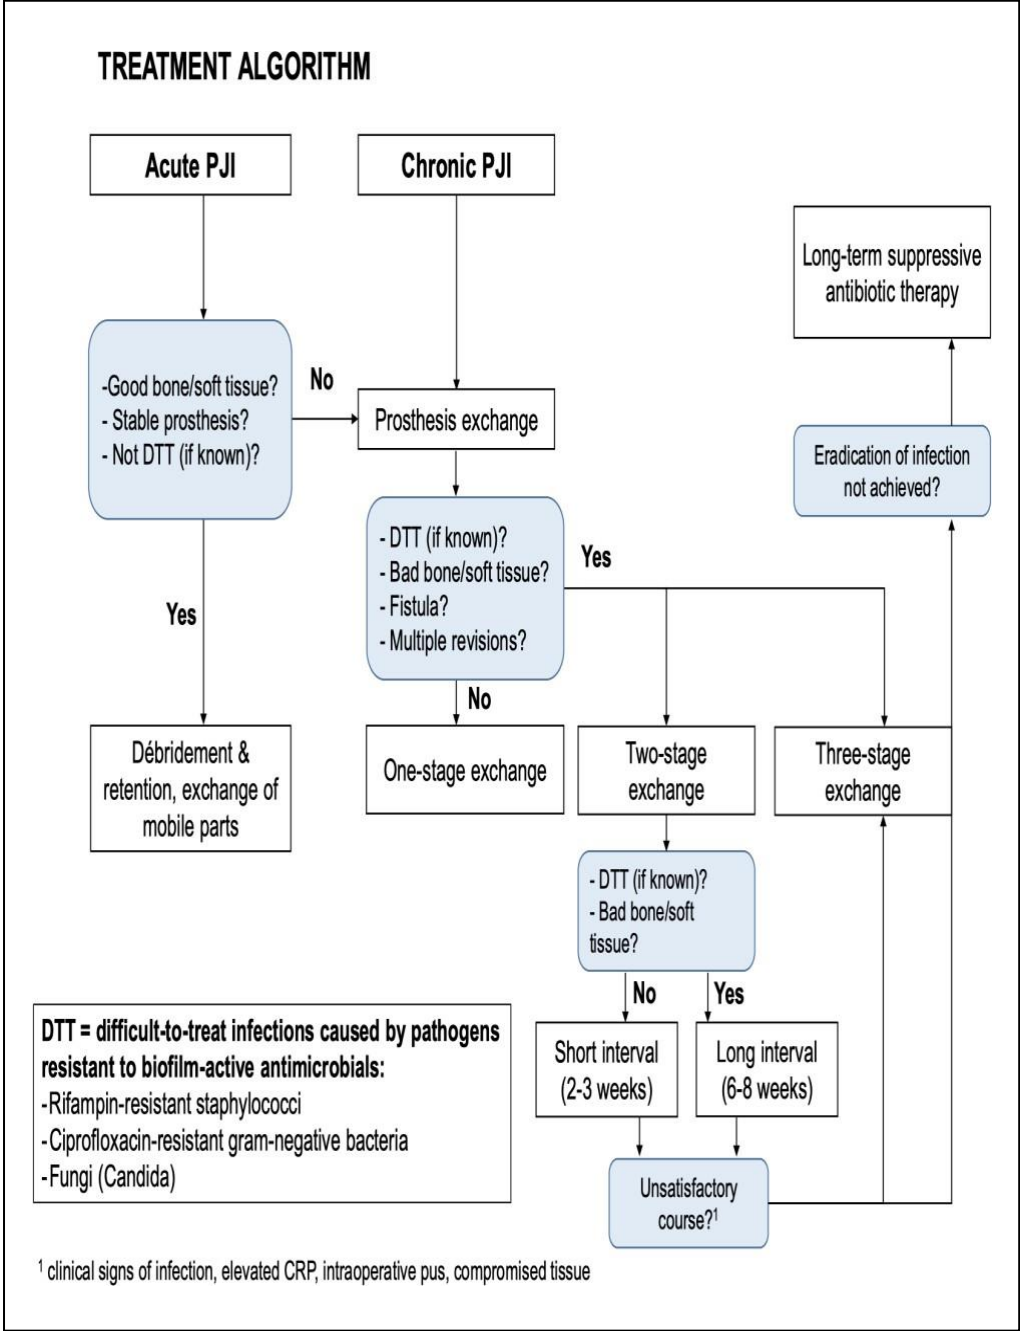 TREATMENT ALGORITHM
Acute PJI
Chronic PJI
Long-term suppressive
antibiotic therapy
-Good bone/soft tissue?
- Stable prosthesis?
- Not DTT (if known)?
No
Prosthesis exchange
Eradication of infection
not achieved?
- DTT (if known)?
- Bad bone/soft tissue?
- Fistula?
- Multiple revisions?
Yes
Yes
No
Débridement &
retention, exchange of
mobile parts
One-stage exchange
Two-stage
exchange
Three-stage
exchange
- DTT (if known)?
- Bad bone/soft
tissue?
No
Yes
Short interval
(2-3 weeks)
Long interval
(6-8 weeks)
Unsatisfactory
course?¹
DTT = difficult-to-treat infections caused by pathogens
resistant to biofilm-active antimicrobials:
-Rifampin-resistant staphylococci
-Ciprofloxacin-resistant gram-negative bacteria
-Fungi (Candida)
¹ clinical signs of infection, elevated CRP, intraoperative pus, compromised tissue